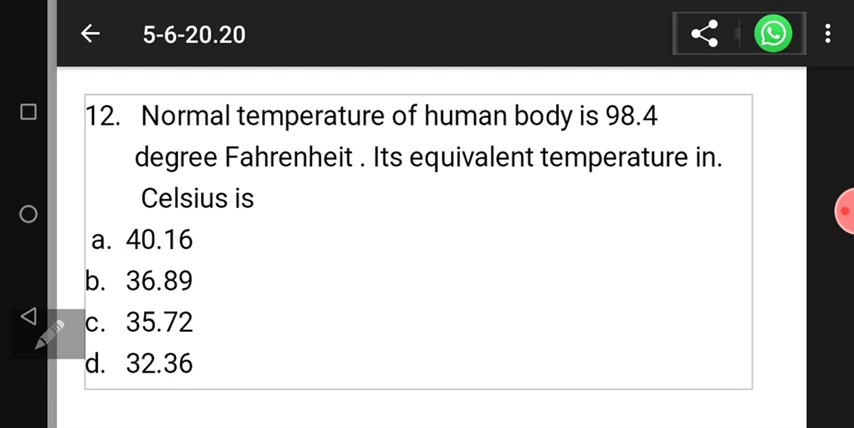 5-6-20.20
12. Normal temperature of human body is 98.4
degree Fahrenheit . Its equivalent temperature in.
Celsius is
a. 40.16
b. 36.89
c. 35.72
d. 32.36